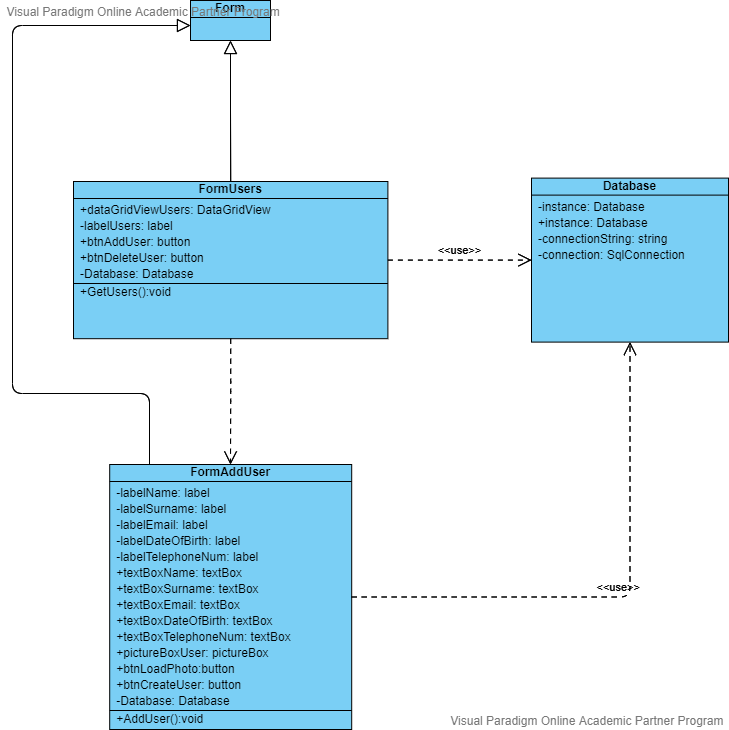 Visual Paradigm Online Academic Partner Program
Form
FormUsers
+dataGridViewUsers: DataGridView
-labelUsers: label
+btnAddUser: button
+btnDeleteUser: button
-Database: Database
+GetUsers():void
<<use>>
Database
-instance: Database
+instance: Database
-connectionString: string
-connection: SqlConnection
FormAddUser
-labelName: label
-labelSurname: label
-labelEmail: label
-labelDateOfBirth: label
-labelTelephoneNum: label
+textBoxName: textBox
+textBoxSurname: textBox
+textBoxEmail: textBox
+textBoxDateOfBirth: textBox
+textBoxTelephoneNum: textBox
+pictureBoxUser: pictureBox
+btnLoadPhoto:button
+btnCreateUser: button
-Database: Database
+AddUser():void
<<use>>
Visual Paradigm Online Academic Partner Program